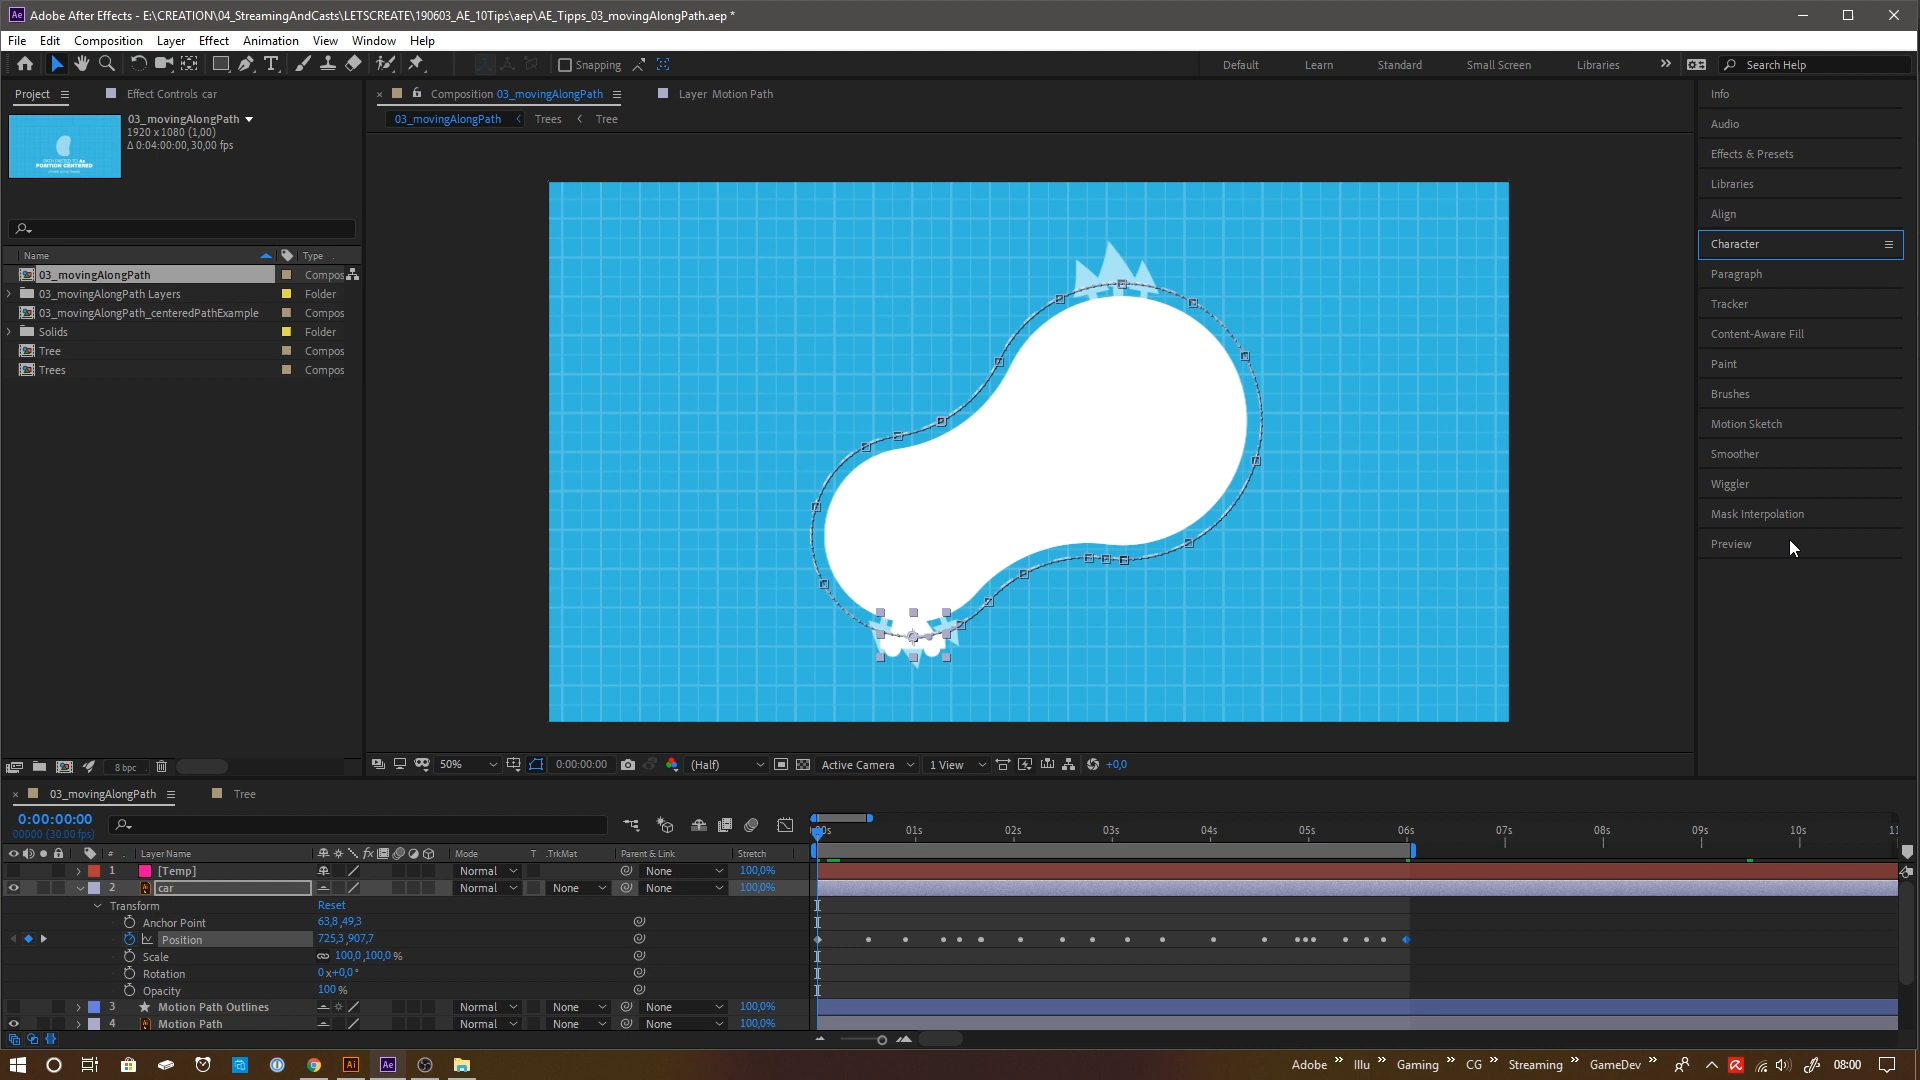 Adobe After Effects - E:\CREATION\04_StreamingAndCasts\LETSCREATE\190603_AE_10Tips\aep\AE_Tipps_03_movingAlongPath.aep *
File Edit Composition Layer Effect Animation View Window Help
Snapping Default Learn Standard Small Screen Libraries Search Help
Project Effect Controls car Composition 03_movingAlongPath Layer Motion Path
03_movingAlongPath Trees Tree
03_movingAlongPath
1920 x 1080 (1,00)
Δ 0:04:00:00, 30,00 fps
POSITION CENTERED
Name Type
03_movingAlongPath Compos
03_movingAlongPath Layers Folder
03_movingAlongPath_centeredPathExample Compos
Solids Folder
Tree Compos
Trees Compos
Info
Audio
Effects & Presets
Libraries
Align
Character
Paragraph
Tracker
Content-Aware Fill
Paint
Brushes
Motion Sketch
Smoother
Wiggler
Mask Interpolation
Preview
8 bpc
50% 0:00:00:00 (Half) Active Camera 1 View +0,0
03_movingAlongPath Tree
0:00:00:00
00000 (30.00 fps)
00s 01s 02s 03s 04s 05s 06s 07s 08s 09s 10s 11
# Layer Name Mode T .TrkMat Parent & Link Stretch
1 [Temp] Normal None 100,0%
2 car Normal None None 100,0%
Transform Reset
Anchor Point 63,8,49,3
Position 725,3,907,7
Scale 100,0,100,0%
Rotation 0x+0,0°
Opacity 100%
3 Motion Path Outlines Normal None None 100,0%
4 Motion Path Normal None None 100,0%
Adobe Illu Gaming CG Streaming GameDev 08:00